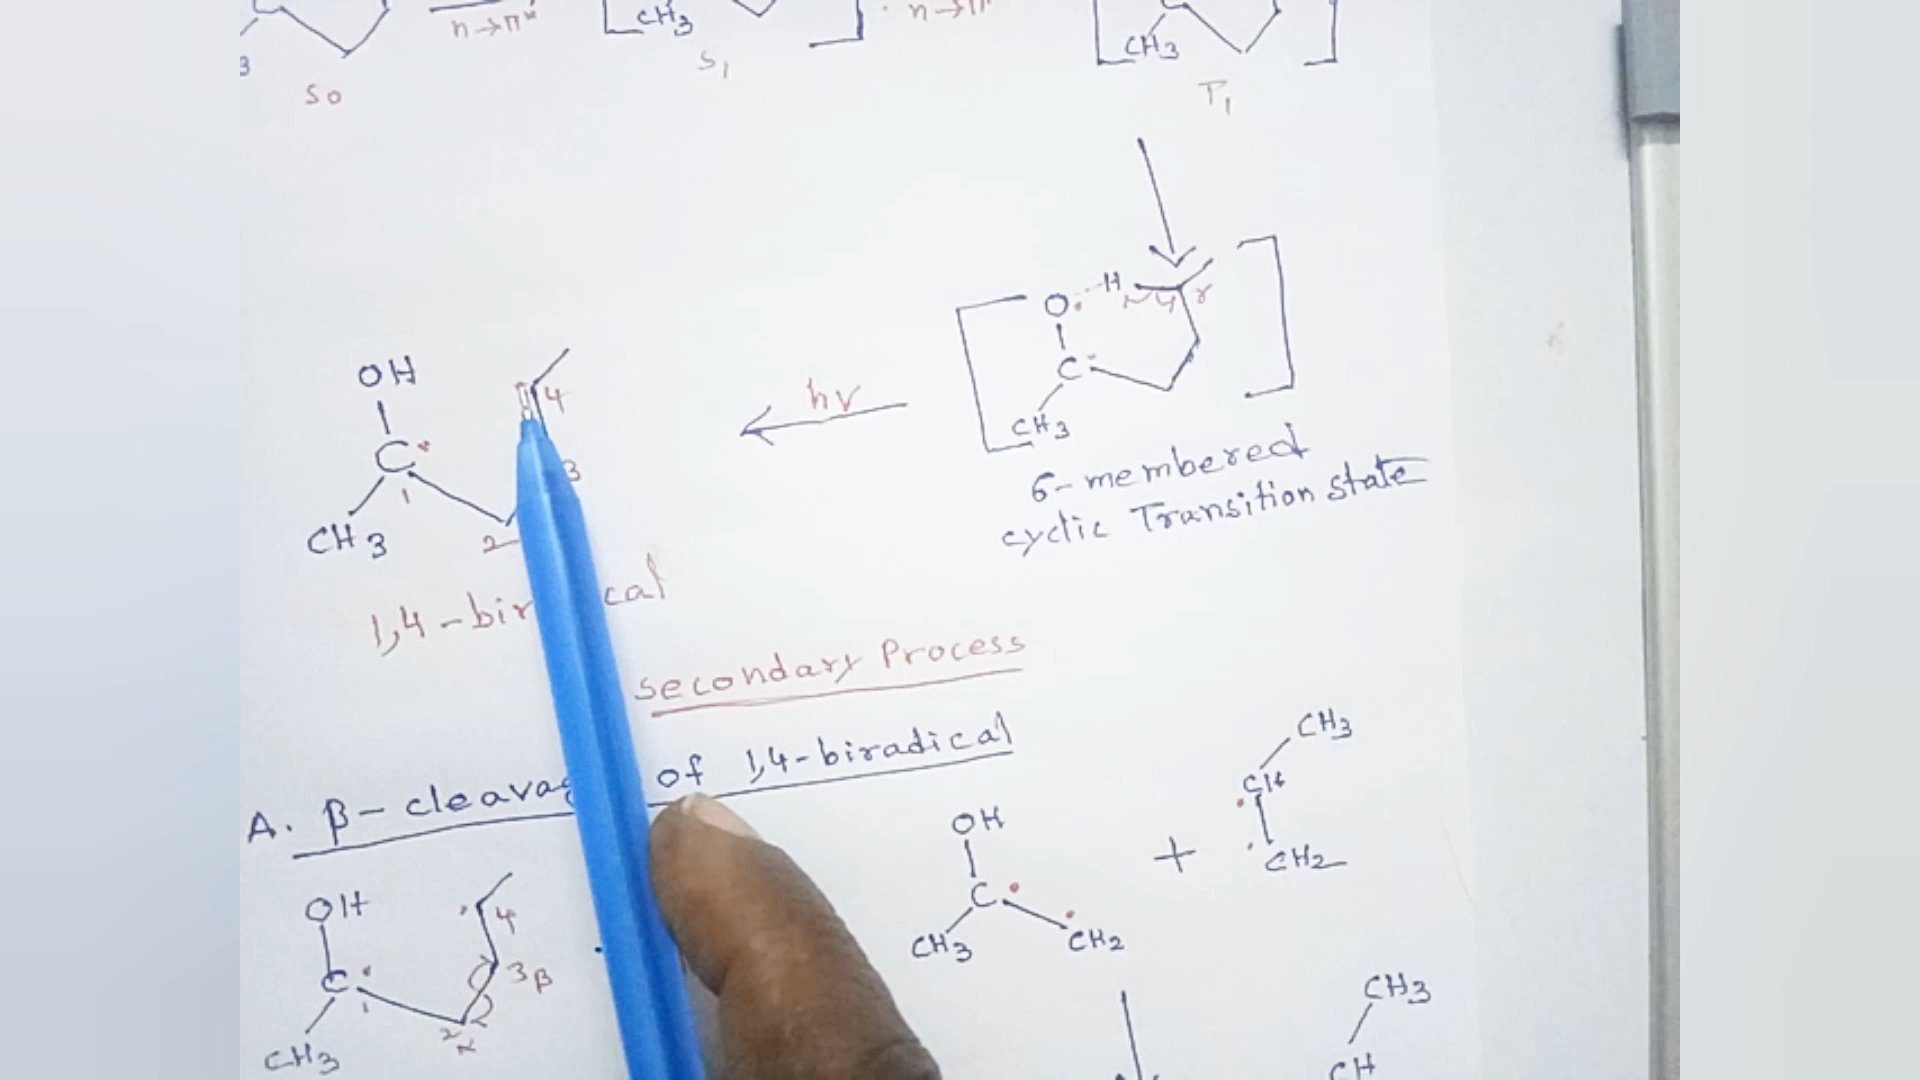 n→π* CH3 n→π CH3
3 S0 S1 T1
O. H 4 γ
C.
CH3
6-membered
cyclic Transition state
hν
OH
C. 4
1 3
CH3 2
1,4-bir cal
Secondary Process
A. β-cleavag of 1,4-biradical
OH
C. 4
1 3β
CH3 2 α
OH
C.
CH3 CH2
+
CH3
.CH
.CH2
CH3
CH